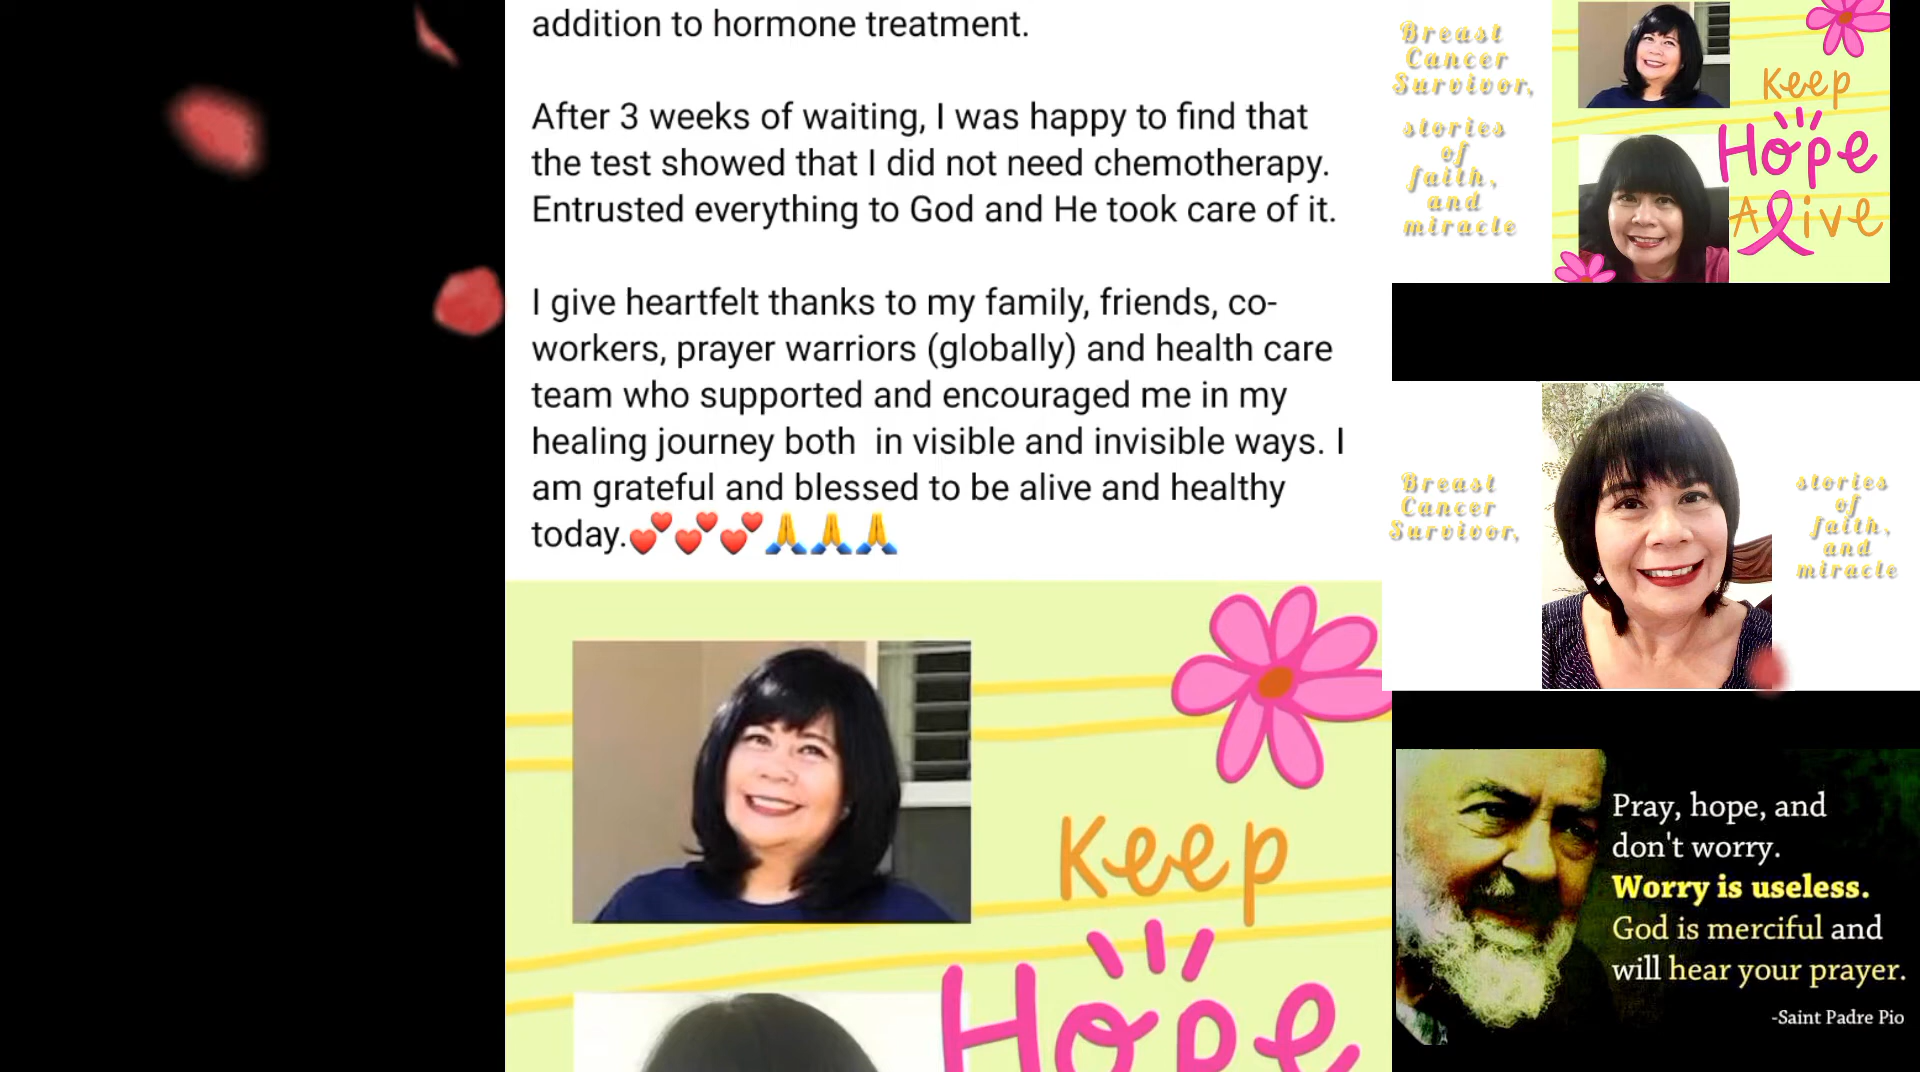 addition to hormone treatment.
After 3 weeks of waiting, I was happy to find that
the test showed that I did not need chemotherapy.
Entrusted everything to God and He took care of it.
I give heartfelt thanks to my family, friends, co-
workers, prayer warriors (globally) and health care
team who supported and encouraged me in my
healing journey both  in visible and invisible ways. I
am grateful and blessed to be alive and healthy
today.💕💕💕🙏🙏🙏
Keep
Hope
Breast
Cancer
Survivor,
stories
of
faith,
and
miracle
Keep
Hope
Alive
Breast
Cancer
Survivor,
stories
of
faith,
and
miracle
Pray, hope, and
don't worry.
Worry is useless.
God is merciful and
will hear your prayer.
-Saint Padre Pio